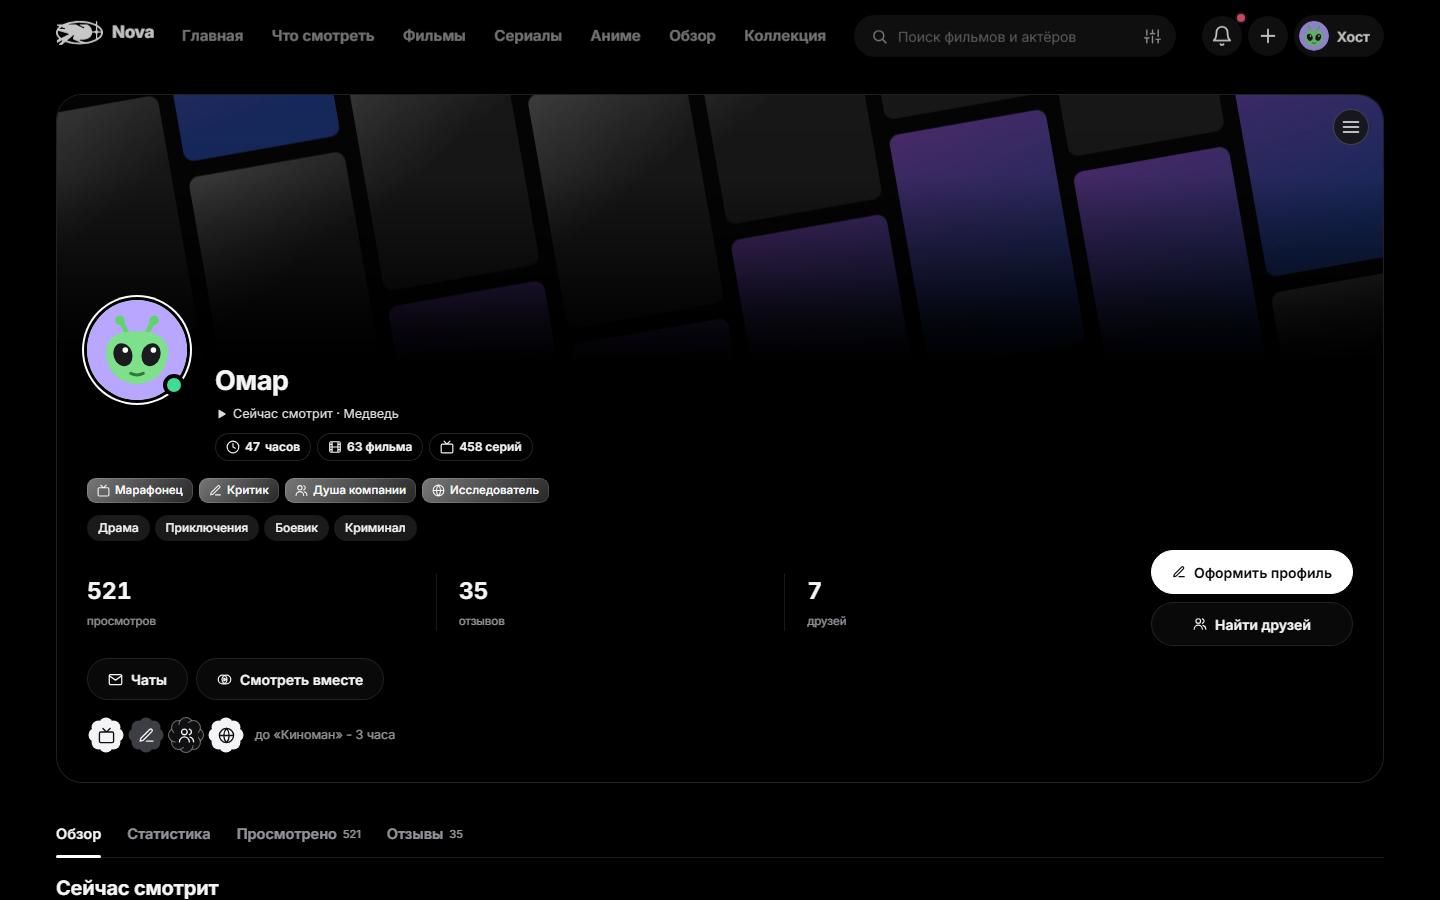 Nova Главная Что смотреть Фильмы Сериалы Аниме Обзор Коллекция Поиск фильмов и актёров Хост
Омар
Сейчас смотрит · Медведь
47 часов 63 фильма 458 серий
Марафонец Критик Душа компании Исследователь
Драма Приключения Боевик Криминал
521 35 7
просмотров отзывов друзей
Оформить профиль
Найти друзей
Чаты Смотреть вместе
до «Киноман» - 3 часа
Обзор Статистика Просмотрено 521 Отзывы 35
Сейчас смотрит